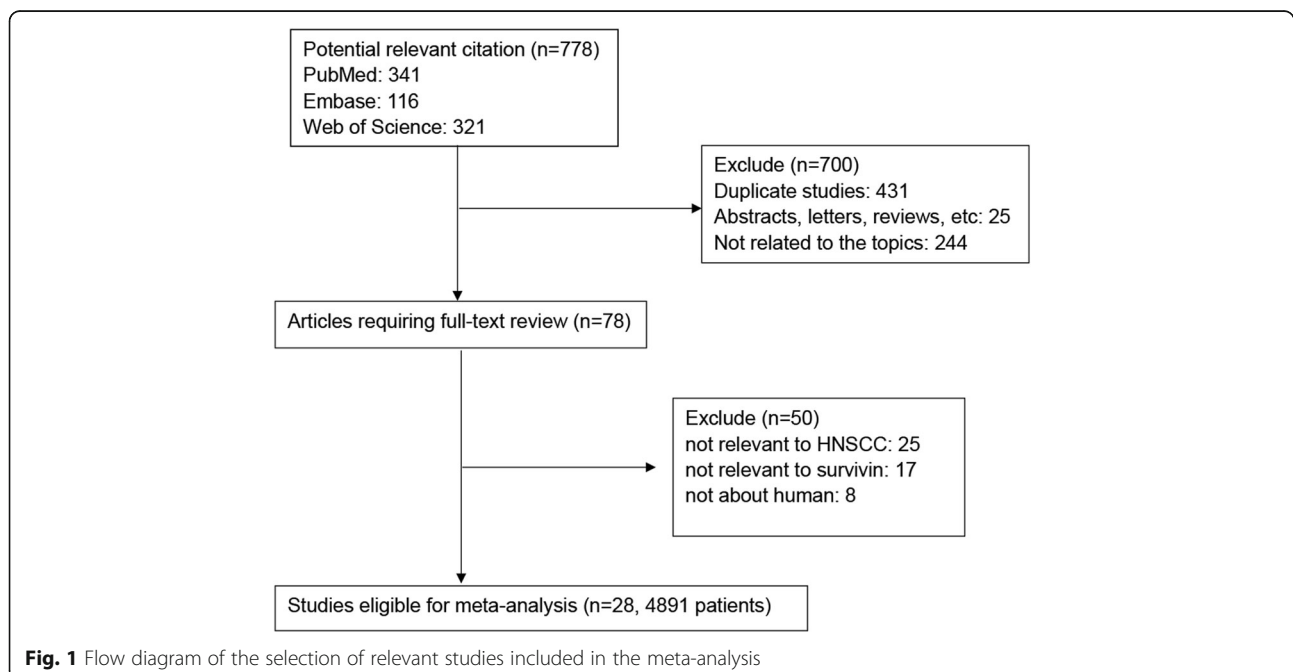 Potential relevant citation (n=778)
PubMed: 341
Embase: 116
Web of Science: 321
Exclude (n=700)
Duplicate studies: 431
Abstracts, letters, reviews, etc: 25
Not related to the topics: 244
Articles requiring full-text review (n=78)
Exclude (n=50)
not relevant to HNSCC: 25
not relevant to survivin: 17
not about human: 8
Studies eligible for meta-analysis (n=28, 4891 patients)
Fig. 1 Flow diagram of the selection of relevant studies included in the meta-analysis